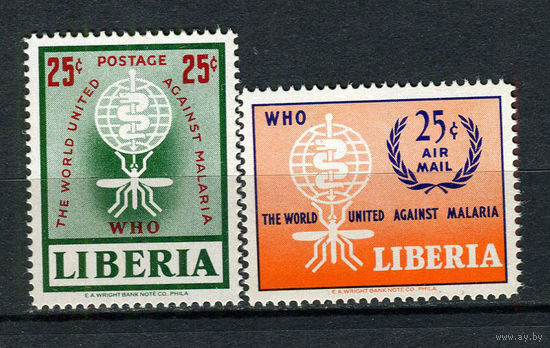 25¢ POSTAGE 25¢
THE WORLD UNITED AGAINST MALARIA
WHO
LIBERIA
E.A. WRIGHT BANK NOTE CO. PHILA.
WHO
25¢
AIR
MAIL
THE WORLD UNITED AGAINST MALARIA
LIBERIA
E.A. WRIGHT BANK NOTE CO., PHILA.
www.ay.by